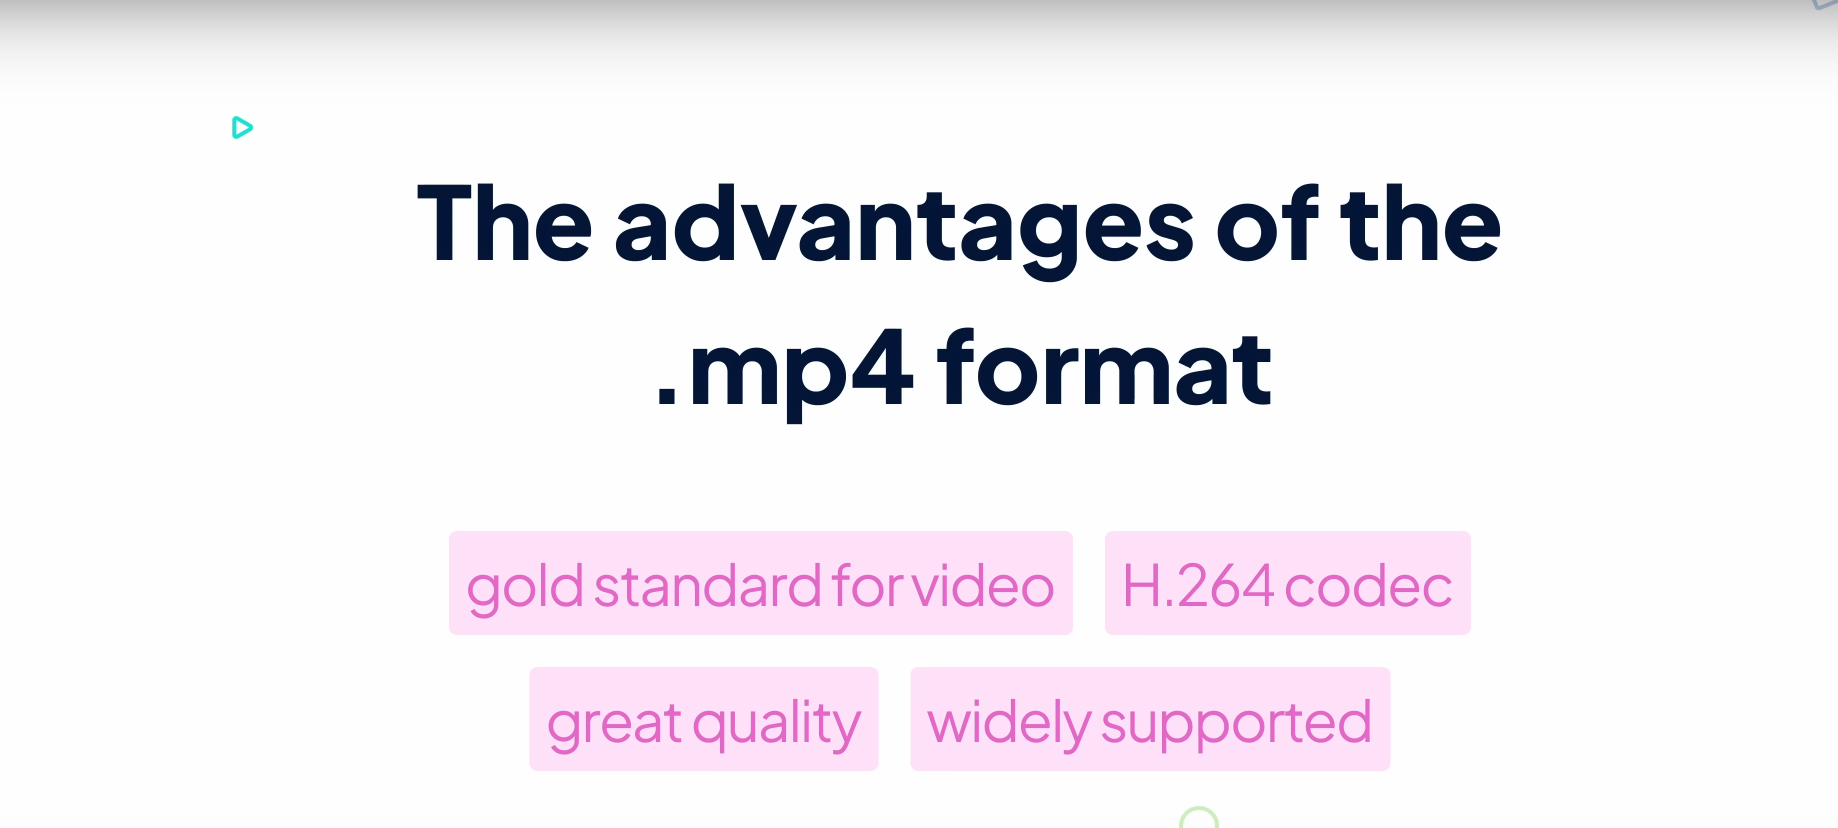 The advantages of the
.mp4 format
gold standard for video H.264 codec
great quality widely supported